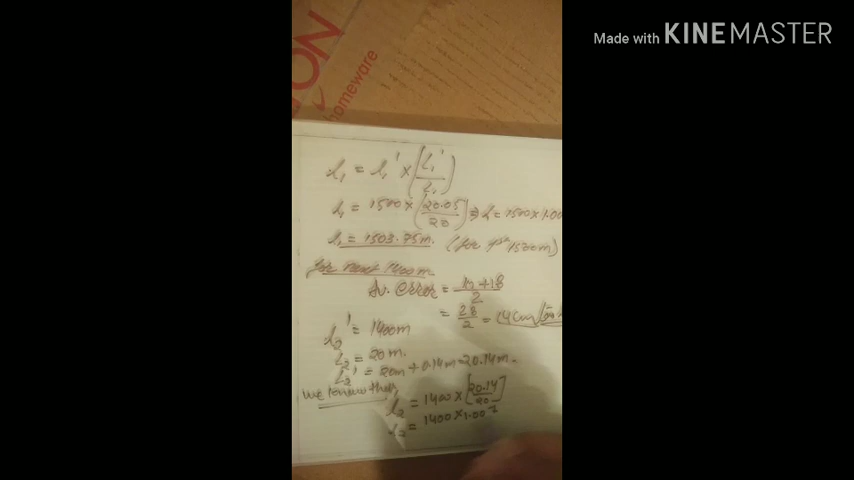 Made with KINEMASTER
TON
homeware
l₁ = l₁' × (L₁'/L₁)
l₁ = 1500 × (20.05/20) ⇒ l₁ = 1500 × 1.00
l₁ = 1503.75m. (for 1st 1500m)
for next 1400m.
Av. error = 10+18/2
= 28/2 = 14cm
l₂' = 1400m
L₂ = 20m.
L₂' = 20m + 0.14m = 20.14m.
we know that
l₂ = 1400 × [20.14/20]
l₂ = 1400 × 1.007